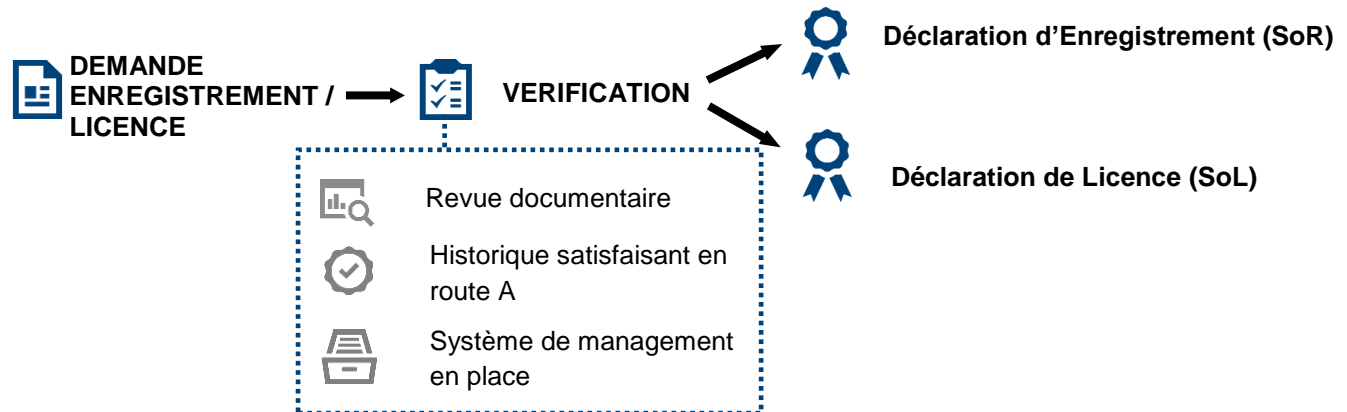 DEMANDE
ENREGISTREMENT /
LICENCE
VERIFICATION
Déclaration d’Enregistrement (SoR)
Déclaration de Licence (SoL)
Revue documentaire
Historique satisfaisant en
route A
Système de management
en place